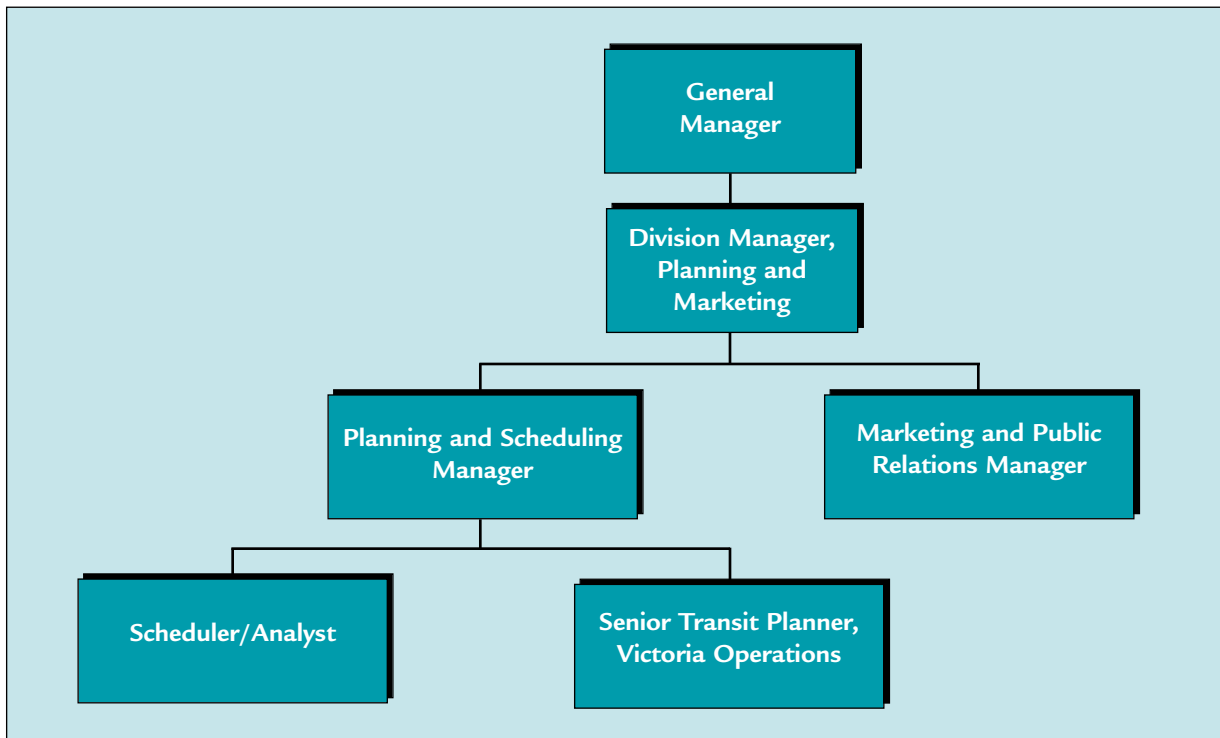 General
Manager
Division Manager,
Planning and
Marketing
Planning and Scheduling
Manager
Marketing and Public
Relations Manager
Scheduler/Analyst
Senior Transit Planner,
Victoria Operations